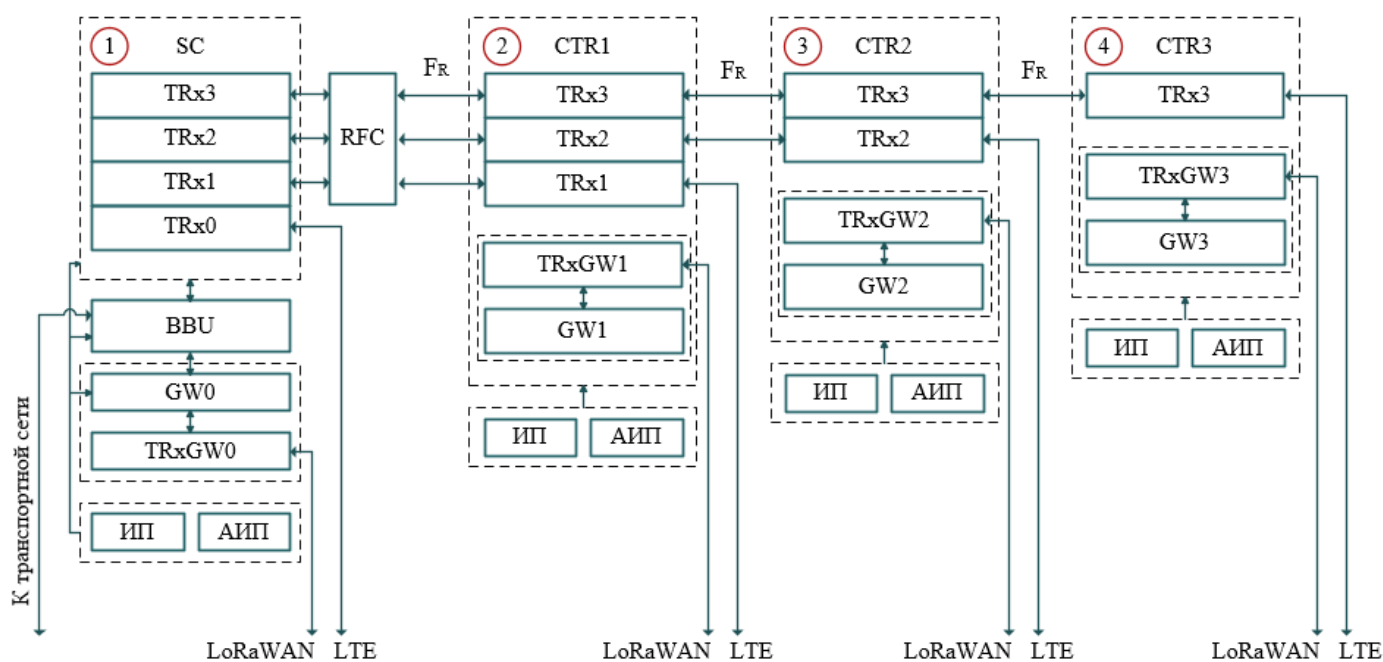 1
SC
TRx3
TRx2
TRx1
TRx0
RFC
BBU
GW0
TRxGW0
ИП
АИП
К транспортной сети
LoRaWAN
LTE
FR
2
CTR1
TRx3
TRx2
TRx1
TRxGW1
GW1
ИП
АИП
LoRaWAN
LTE
FR
3
CTR2
TRx3
TRx2
TRxGW2
GW2
ИП
АИП
LoRaWAN
LTE
FR
4
CTR3
TRx3
TRxGW3
GW3
ИП
АИП
LoRaWAN
LTE